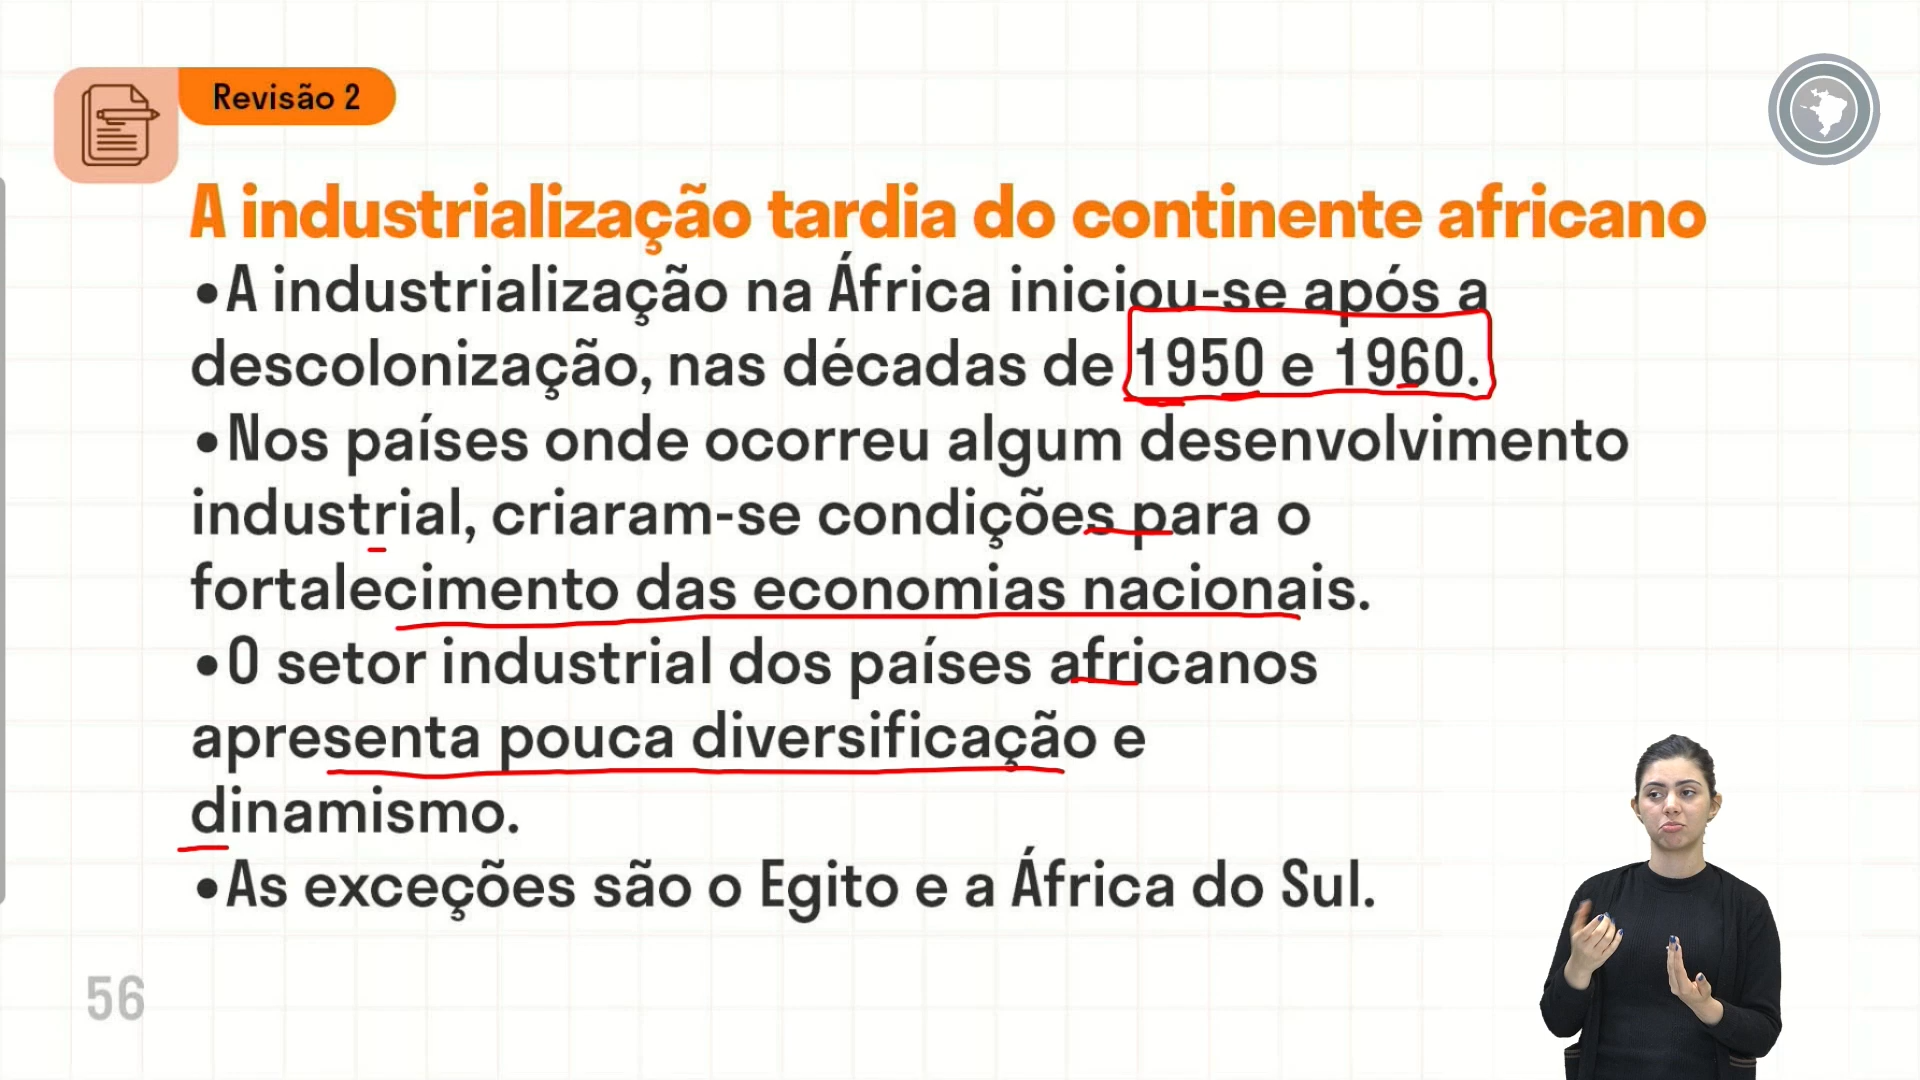 Revisão 2
A industrialização tardia do continente africano
•A industrialização na África iniciou-se após a
descolonização, nas décadas de 1950 e 1960.
•Nos países onde ocorreu algum desenvolvimento
industrial, criaram-se condições para o
fortalecimento das economias nacionais.
•O setor industrial dos países africanos
apresenta pouca diversificação e
dinamismo.
•As exceções são o Egito e a África do Sul.
56